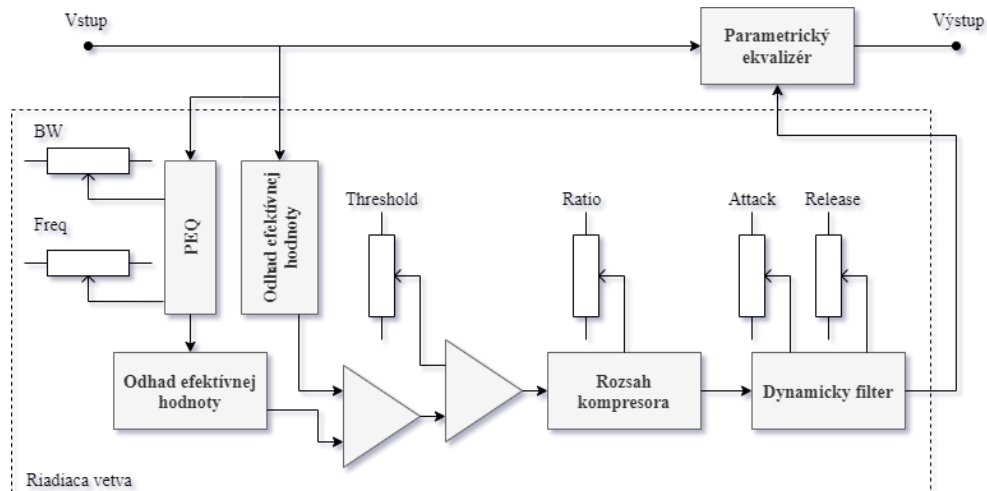 Vstup
Výstup
Parametrický
ekvalizér
BW
Freq
PEQ
Odhad efektívnej
hodnoty
Threshold
Ratio
Attack
Release
Odhad efektívnej
hodnoty
Rozsah
kompresora
Dynamicky filter
Riadiaca vetva